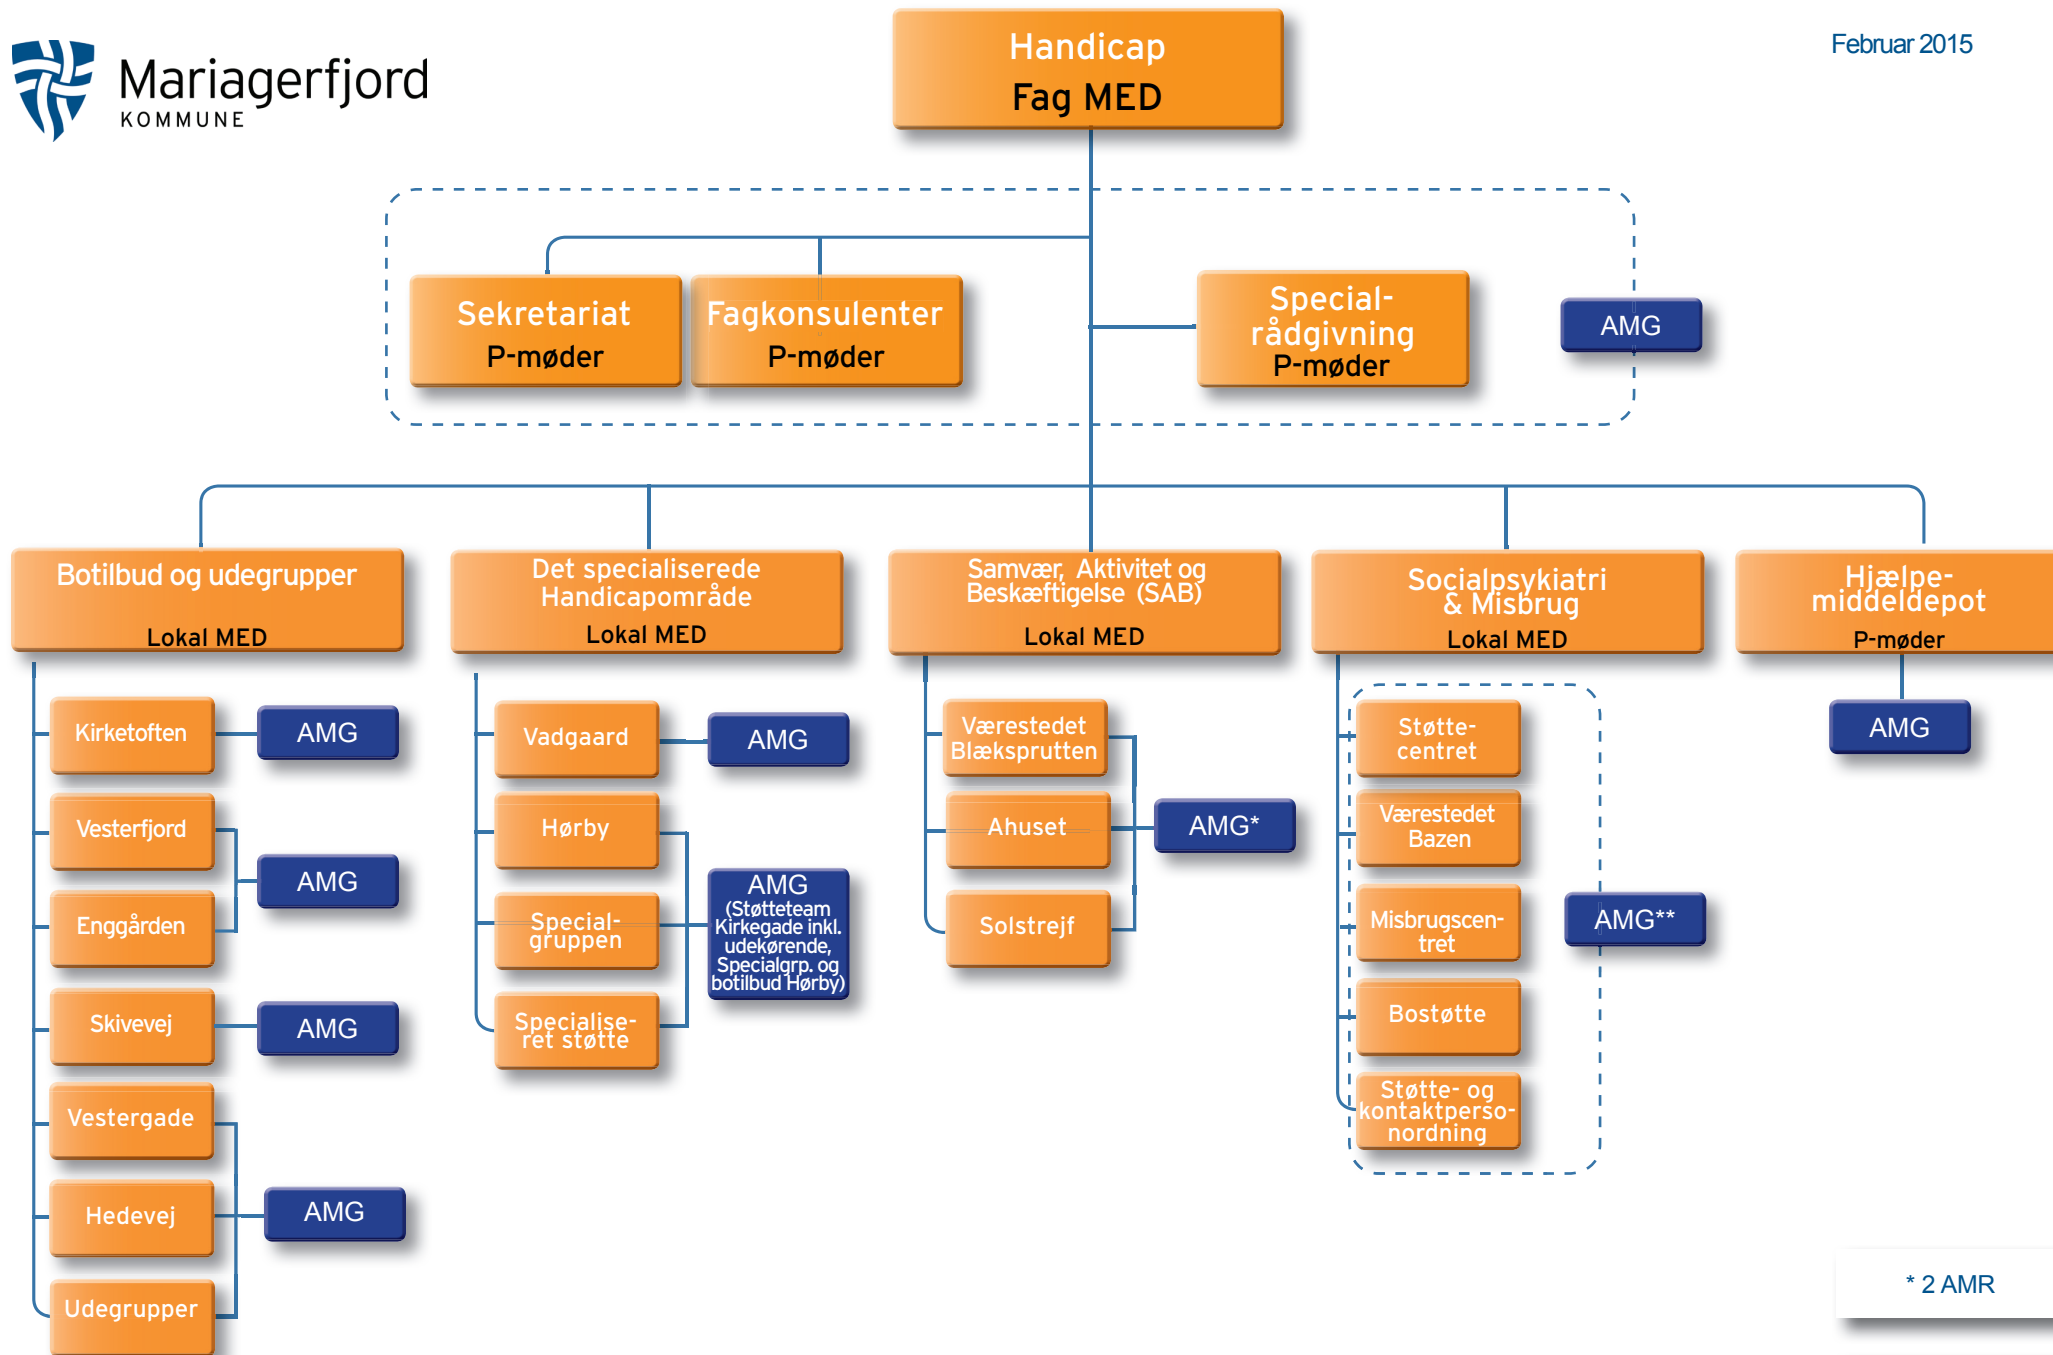 Mariagerfjord
KOMMUNE
Februar 2015
Handicap
Fag MED
Sekretariat
P-møder
Fagkonsulenter
P-møder
Special-
rådgivning
P-møder
AMG
Botilbud og udegrupper
Lokal MED
Det specialiserede
Handicapområde
Lokal MED
Samvær, Aktivitet og
Beskæftigelse (SAB)
Lokal MED
Socialpsykiatri
& Misbrug
Lokal MED
Hjælpe-
middeldepot
P-møder
Kirketoften
AMG
Vesterfjord
Enggården
AMG
Skivevej
AMG
Vestergade
Hedevej
Udegrupper
AMG
Vadgaard
AMG
Hørby
Special-
gruppen
Specialise-
ret støtte
AMG
(Støtteteam
Kirkegade inkl.
udekørende,
Specialgrp. og
botilbud Hørby)
Værestedet
Blæksprutten
Ahuset
Solstrejf
AMG*
Støtte-
centret
Værestedet
Bazen
Misbrugscen-
tret
Bostøtte
Støtte- og
kontaktperso-
nordning
AMG**
AMG
* 2 AMR